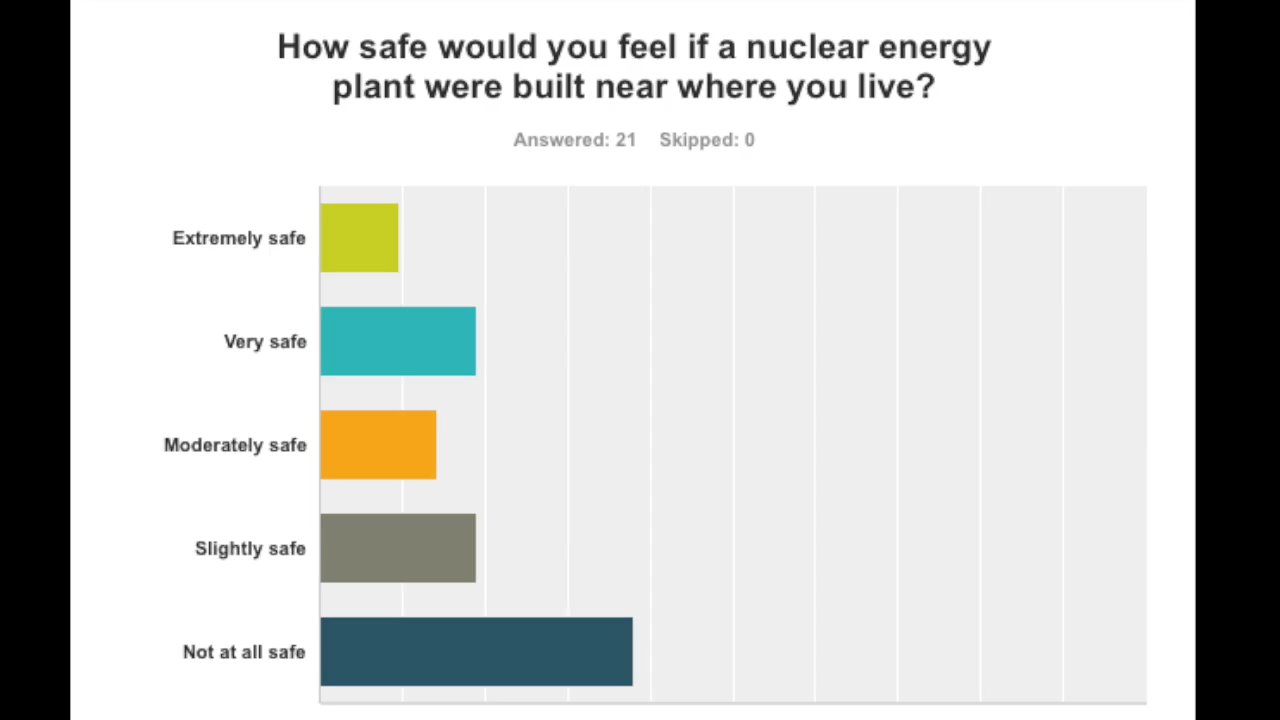 How safe would you feel if a nuclear energy
plant were built near where you live?
Answered: 21 Skipped: 0
Extremely safe
Very safe
Moderately safe
Slightly safe
Not at all safe